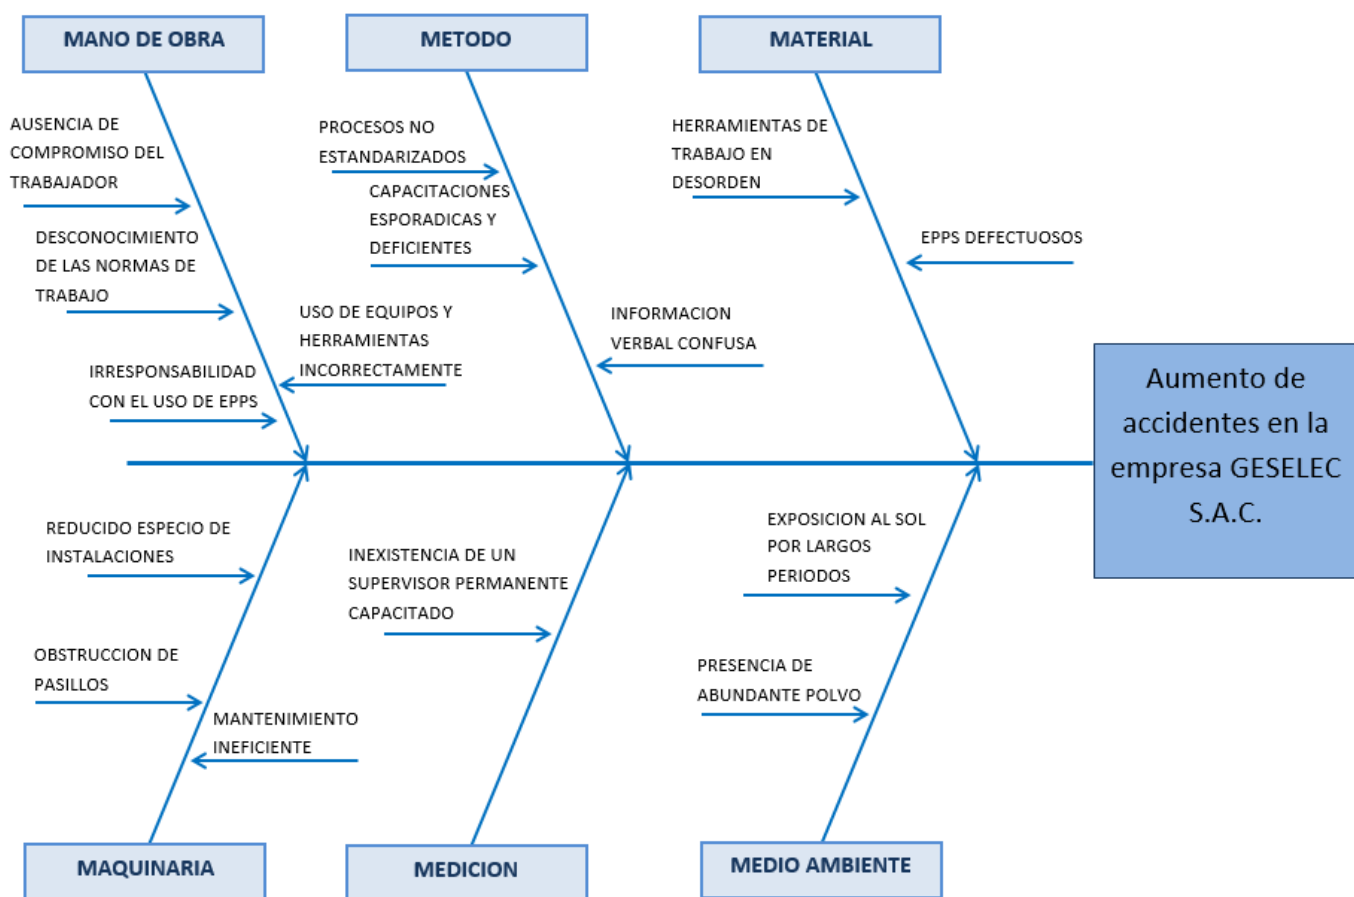 MANO DE OBRA
METODO
MATERIAL
AUSENCIA DE
COMPROMISO DEL
TRABAJADOR
DESCONOCIMIENTO
DE LAS NORMAS DE
TRABAJO
IRRESPONSABILIDAD
CON EL USO DE EPPS
USO DE EQUIPOS Y
HERRAMIENTAS
INCORRECTAMENTE
PROCESOS NO
ESTANDARIZADOS
CAPACITACIONES
ESPORADICAS Y
DEFICIENTES
INFORMACION
VERBAL CONFUSA
HERRAMIENTAS DE
TRABAJO EN
DESORDEN
EPPS DEFECTUOSOS
Aumento de
accidentes en la
empresa GESELEC
S.A.C.
REDUCIDO ESPECIO DE
INSTALACIONES
OBSTRUCCION DE
PASILLOS
MANTENIMIENTO
INEFICIENTE
INEXISTENCIA DE UN
SUPERVISOR PERMANENTE
CAPACITADO
EXPOSICION AL SOL
POR LARGOS
PERIODOS
PRESENCIA DE
ABUNDANTE POLVO
MAQUINARIA
MEDICION
MEDIO AMBIENTE